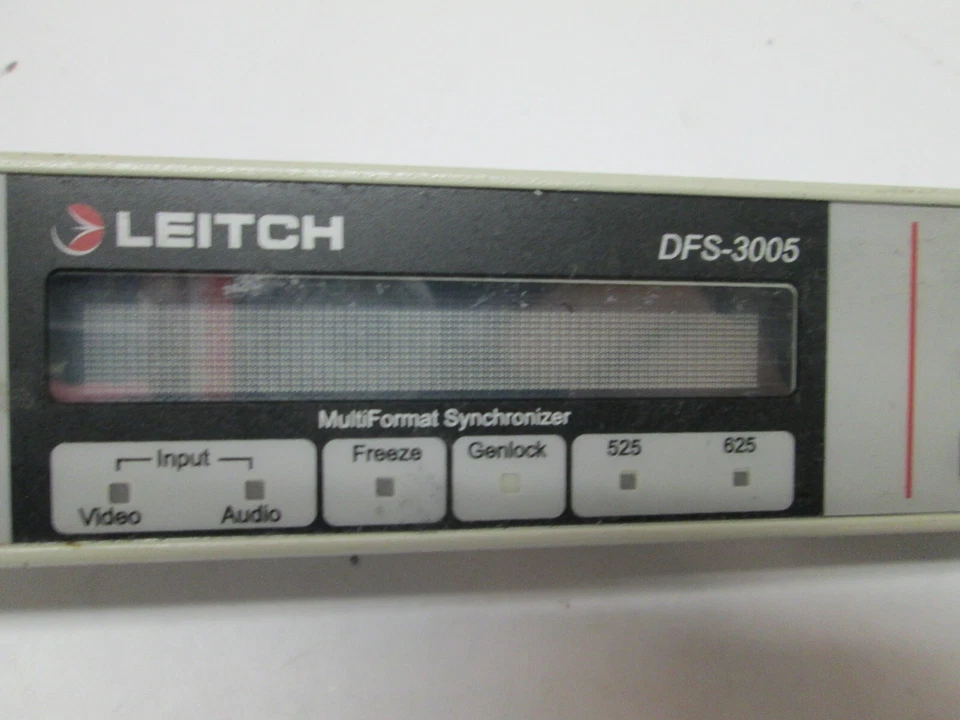 LEITCH
DFS-3005
MultiFormat Synchronizer
Input
Freeze
Genlock
525
625
Video
Audio